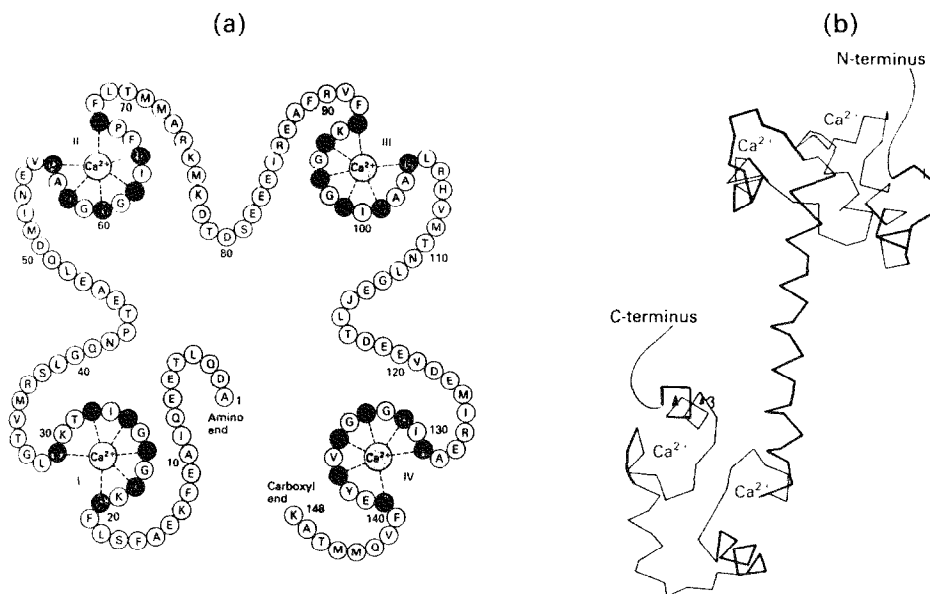 (a)
(b)
N-terminus
Ca2+
Ca2+
F L T M M A R K M K D T D S E E E I R E A F R V F
70
80
90
II
Ca2+
P F I G G A
60
III
Ca2+
K G G I A A
100
V E N I M D Q L E A E T P N Q G L S R M V T G L
50
40
L R H V M T N L G E J L T D E E V D E M I R E A
110
120
30
K T I G G K
Ca2+
I
20
F L S F A E K F E A I Q E E T L Q D A
10
1
Amino
end
130
I G G V Y E
Ca2+
IV
140
F V Q M M T A K
148
Carboxyl
end
C-terminus
Ca2+
Ca2+